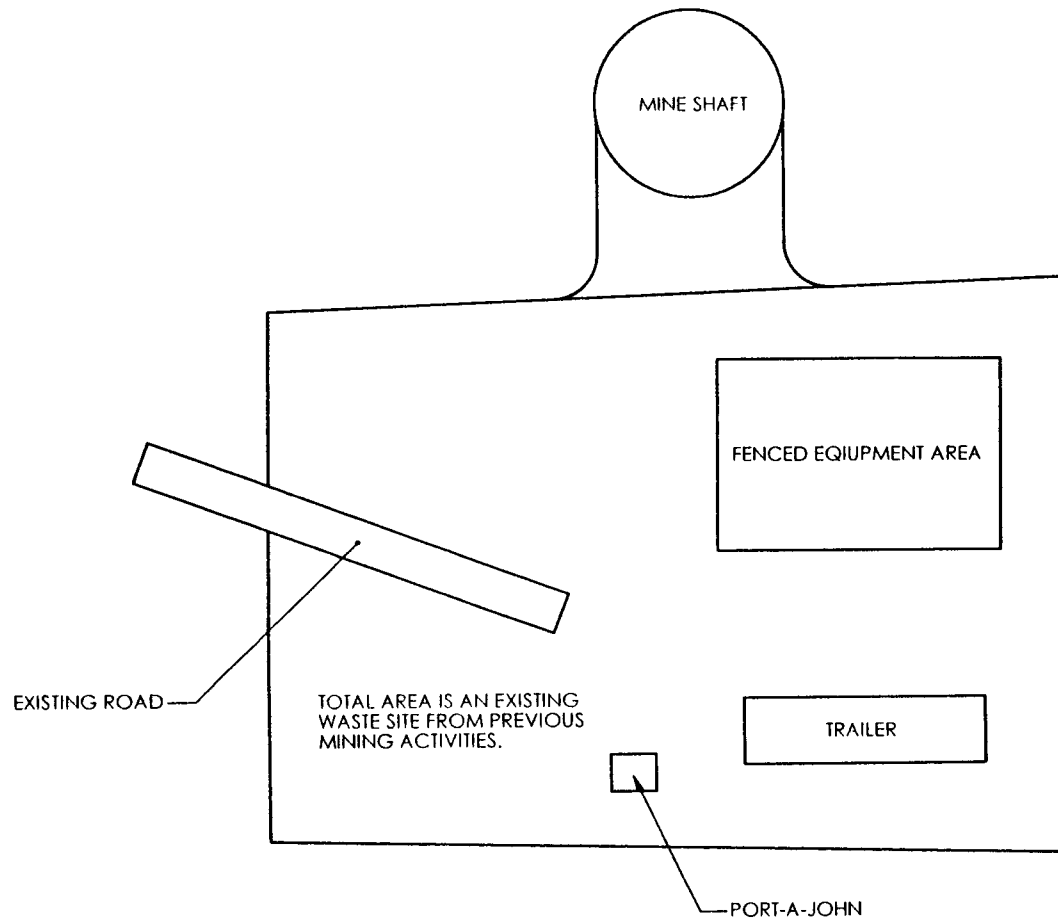 MINE SHAFT
FENCED EQIUPMENT AREA
EXISTING ROAD
TOTAL AREA IS AN EXISTING
WASTE SITE FROM PREVIOUS
MINING ACTIVITIES.
TRAILER
PORT-A-JOHN